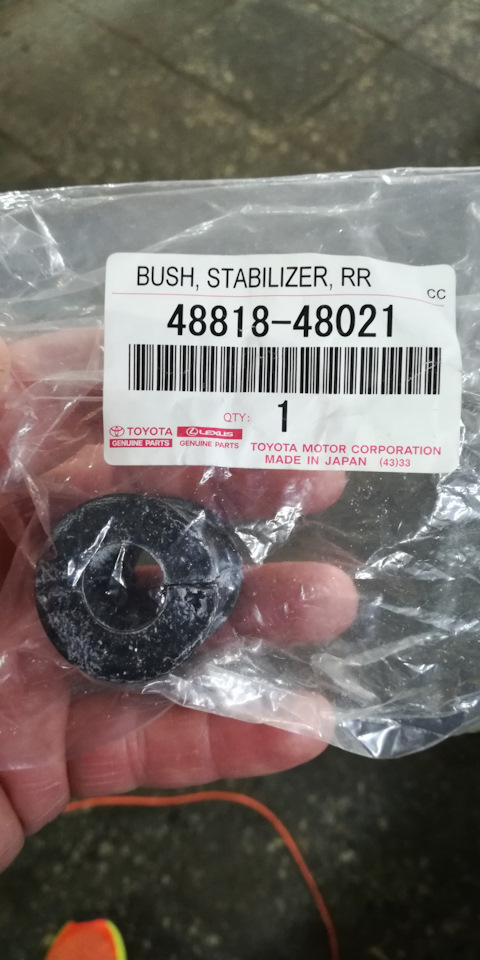 BUSH, STABILIZER, RR
CC
48818-48021
QTY: 1
TOYOTA LEXUS
GENUINE PARTS GENUINE PARTS
TOYOTA MOTOR CORPORATION
MADE IN JAPAN (43)33